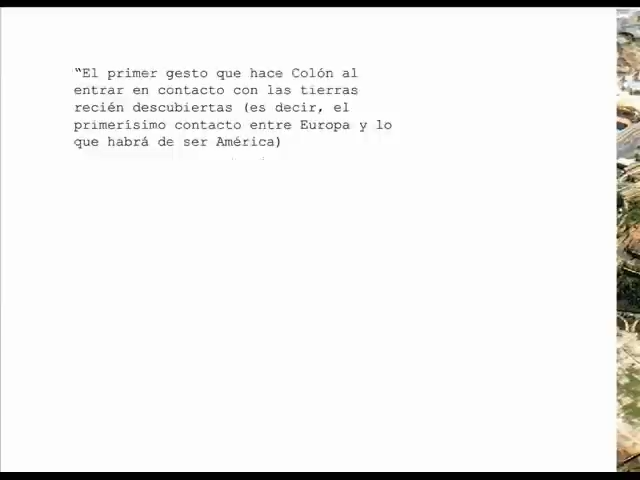 “El primer gesto que hace Colón al
entrar en contacto con las tierras
recién descubiertas (es decir, el
primerísimo contacto entre Europa y lo
que habrá de ser América)